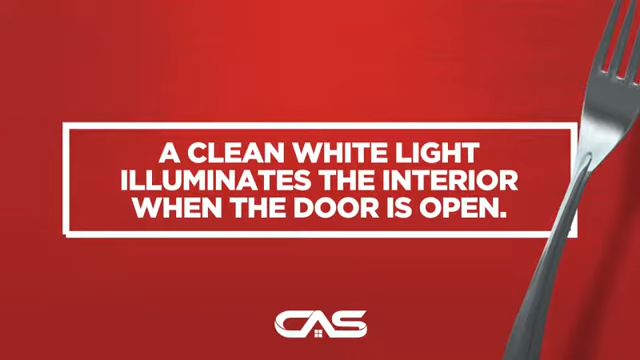 A CLEAN WHITE LIGHT
ILLUMINATES THE INTERIOR
WHEN THE DOOR IS OPEN.
CAS